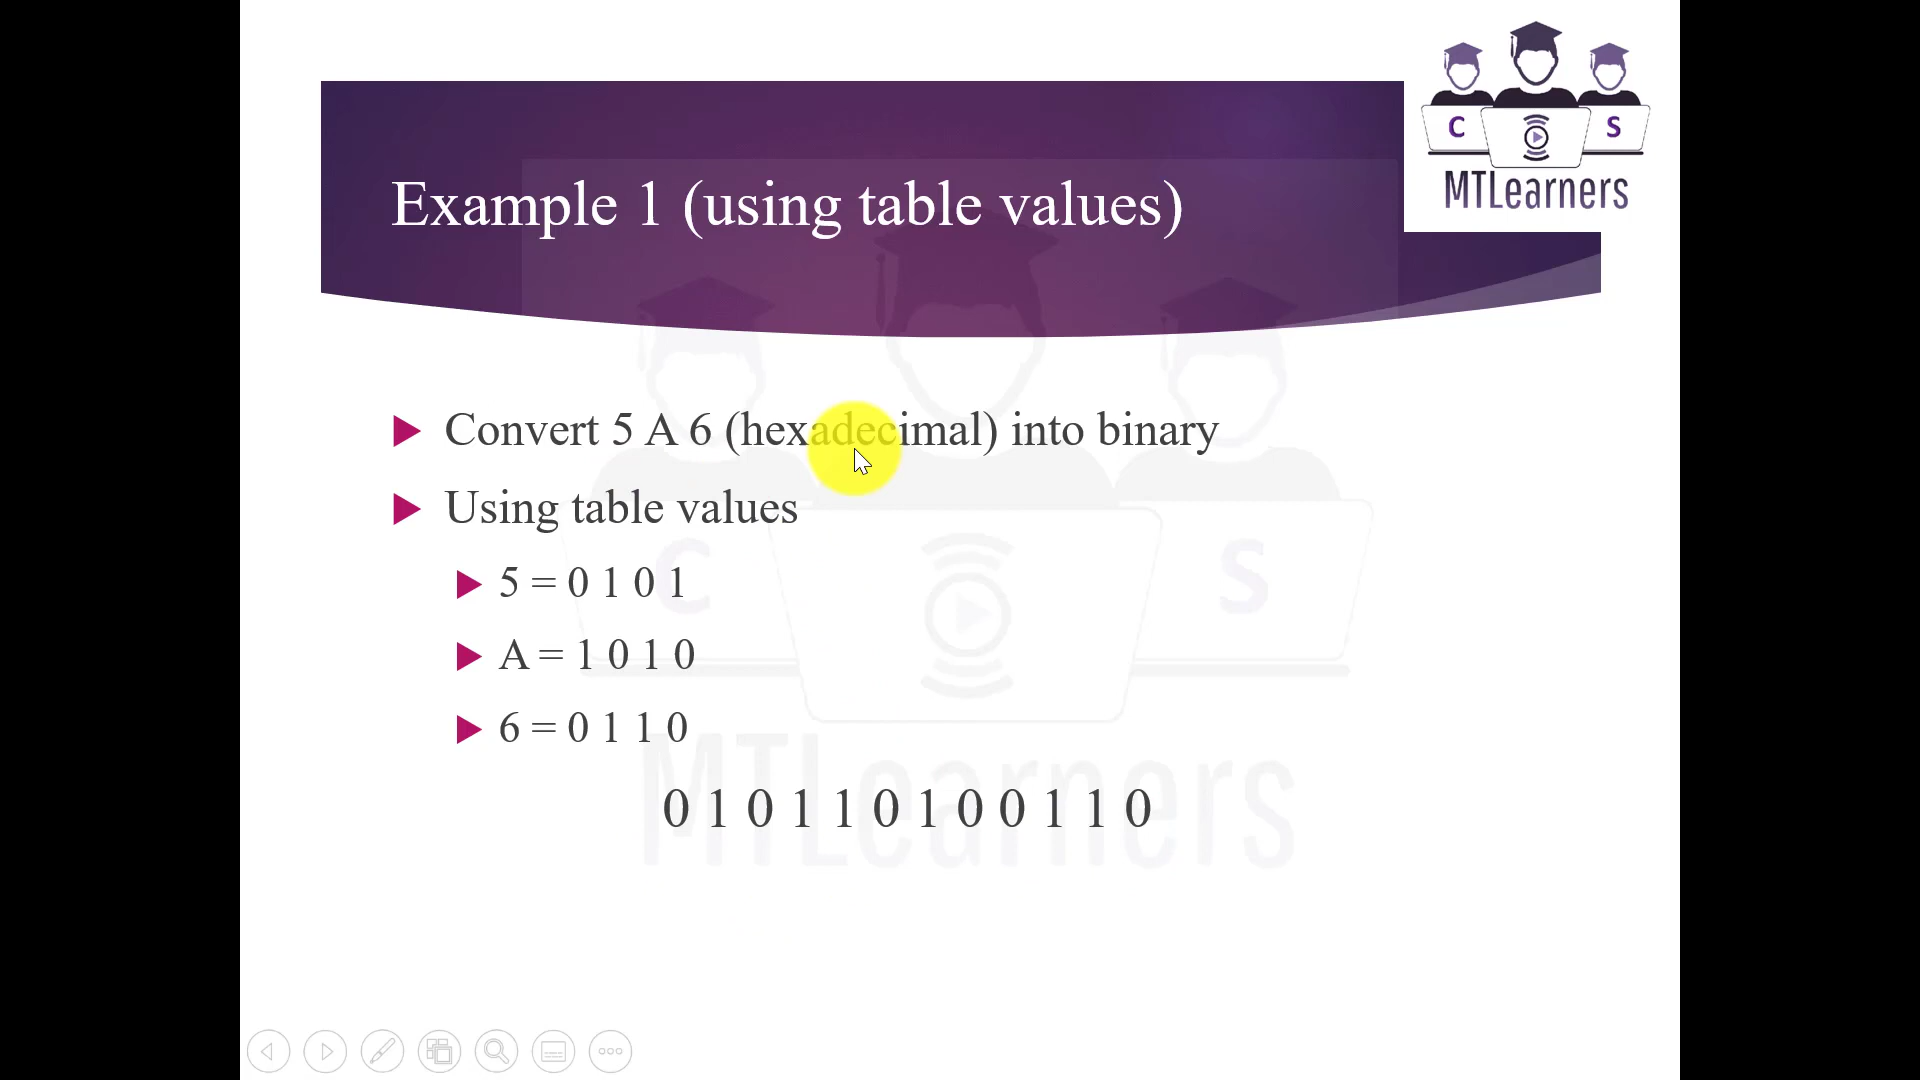 C S
MTLearners
Example 1 (using table values)
Convert 5 A 6 (hexadecimal) into binary
Using table values
5 = 0 1 0 1
A = 1 0 1 0
6 = 0 1 1 0
0 1 0 1 1 0 1 0 0 1 1 0
C S
MTLearners